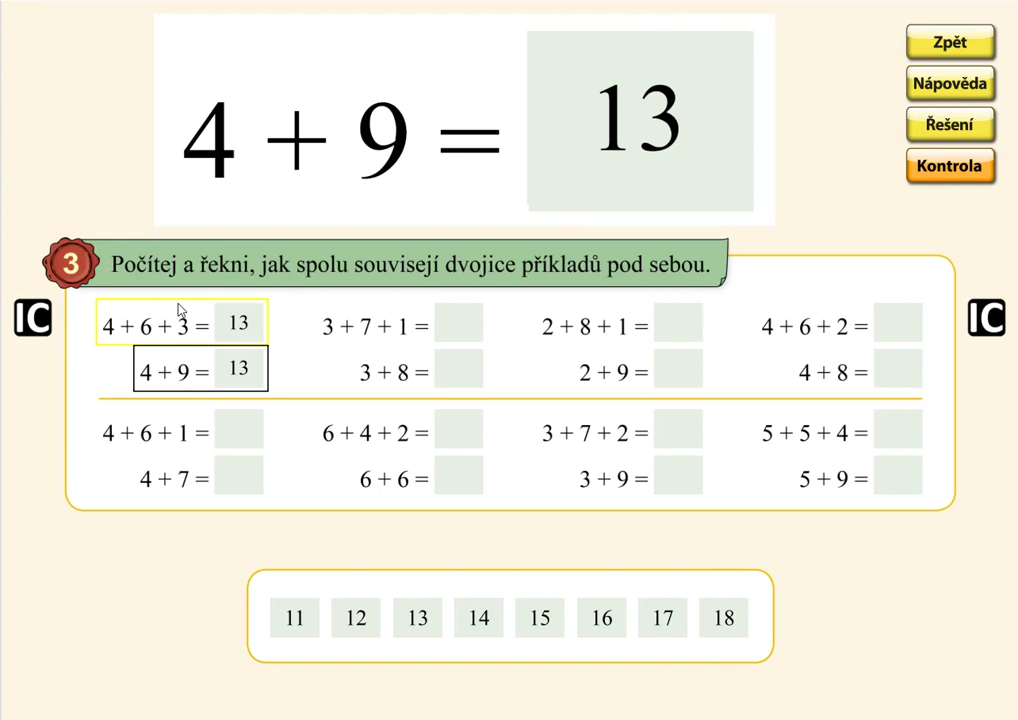 4 + 9 = 13
Zpět
Nápověda
Řešení
Kontrola
3 Počítej a řekni, jak spolu souvisejí dvojice příkladů pod sebou.
IC
IC
4 + 6 + 3 = 13 3 + 7 + 1 = 2 + 8 + 1 = 4 + 6 + 2 =
4 + 9 = 13 3 + 8 = 2 + 9 = 4 + 8 =
4 + 6 + 1 = 6 + 4 + 2 = 3 + 7 + 2 = 5 + 5 + 4 =
4 + 7 = 6 + 6 = 3 + 9 = 5 + 9 =
11 12 13 14 15 16 17 18